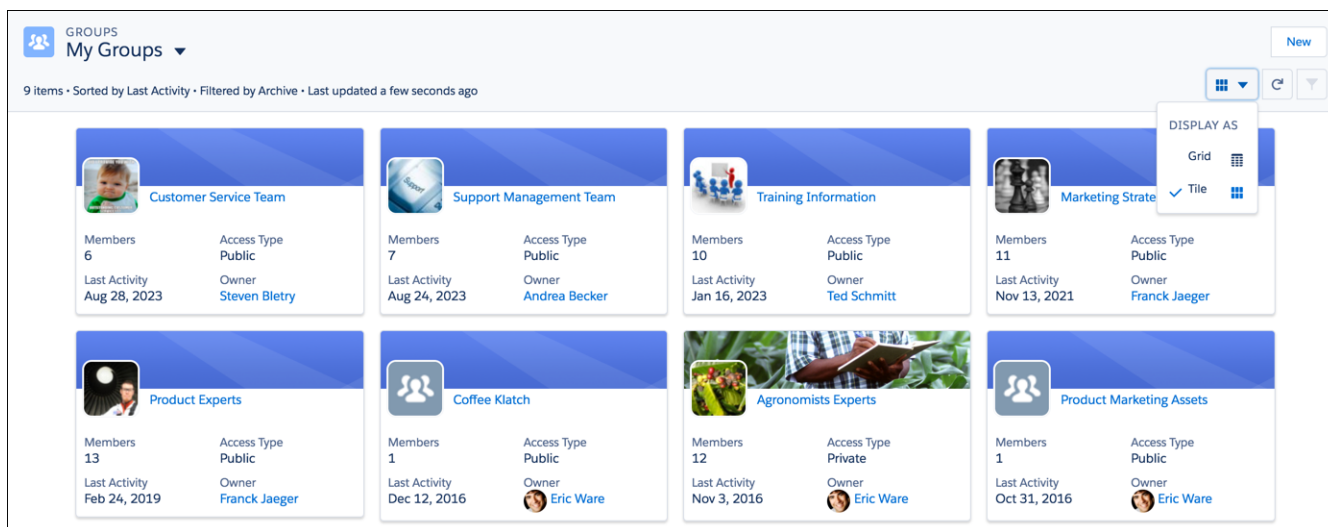 GROUPS
My Groups
New
9 items • Sorted by Last Activity • Filtered by Archive • Last updated a few seconds ago
DISPLAY AS
Grid
Tile
Customer Service Team
Members
6
Access Type
Public
Last Activity
Aug 28, 2023
Owner
Steven Bletry
Support
Support Management Team
Members
7
Access Type
Public
Last Activity
Aug 24, 2023
Owner
Andrea Becker
Training Information
Members
10
Access Type
Public
Last Activity
Jan 16, 2023
Owner
Ted Schmitt
Marketing Strate
Members
11
Access Type
Public
Last Activity
Nov 13, 2021
Owner
Franck Jaeger
Product Experts
Members
13
Access Type
Public
Last Activity
Feb 24, 2019
Owner
Franck Jaeger
Coffee Klatch
Members
1
Access Type
Public
Last Activity
Dec 12, 2016
Owner
Eric Ware
Agronomists Experts
Members
12
Access Type
Private
Last Activity
Nov 3, 2016
Owner
Eric Ware
Product Marketing Assets
Members
1
Access Type
Public
Last Activity
Oct 31, 2016
Owner
Eric Ware